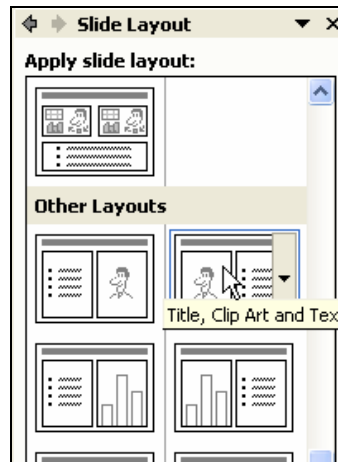 Slide Layout
Apply slide layout:
Other Layouts
Title, Clip Art and Tex